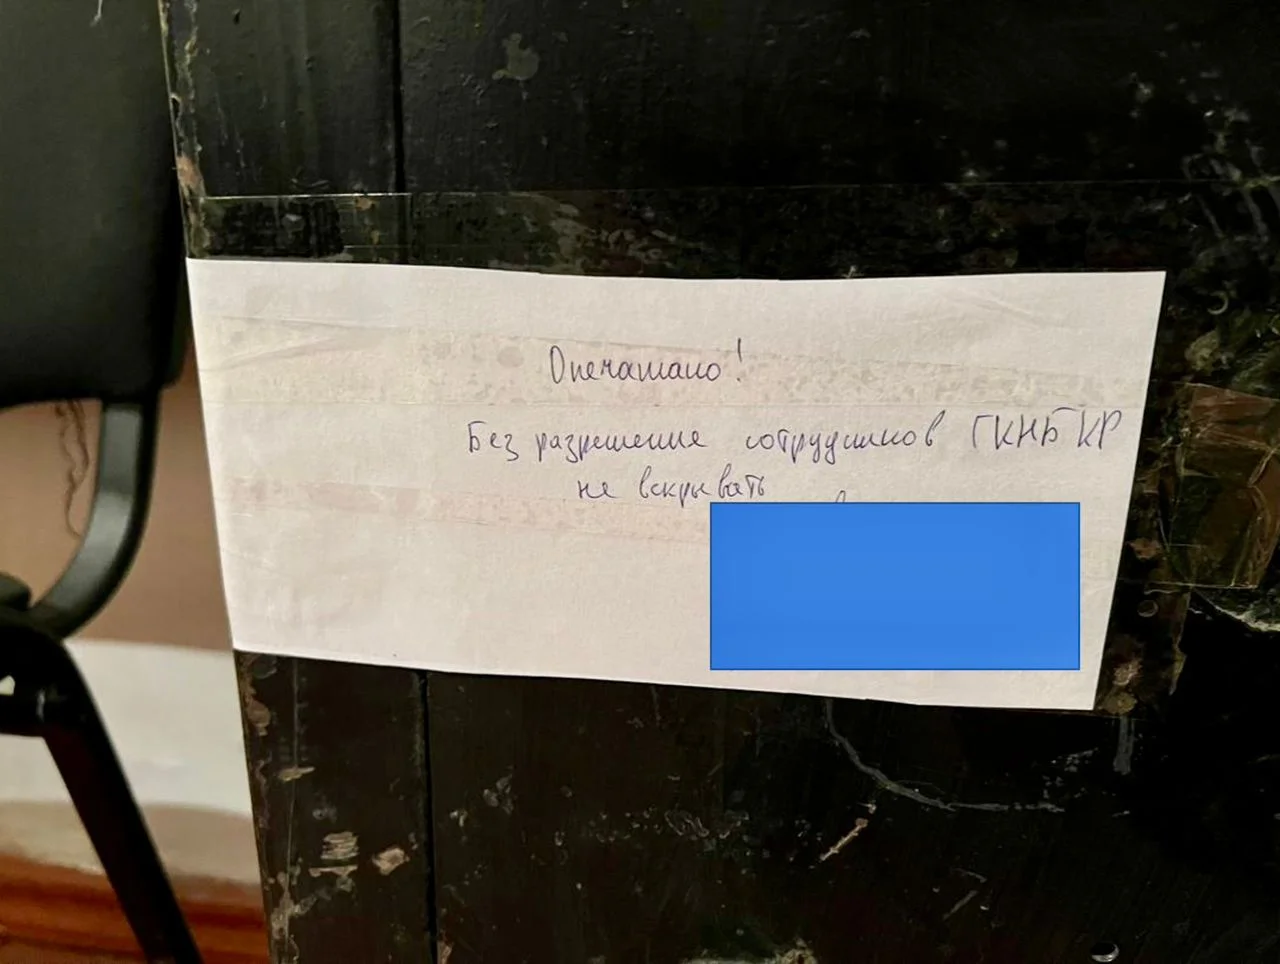 Опечатано!
Без разрешение сотрудников ГКНБ КР
не вскрывать